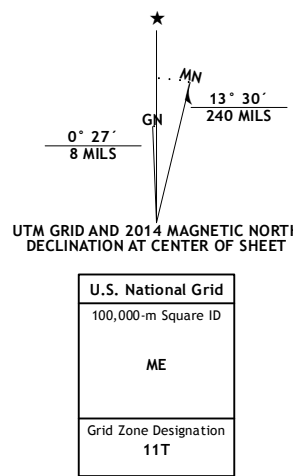 ★
MN
GN
13° 30´
240 MILS
0° 27´
8 MILS
UTM GRID AND 2014 MAGNETIC NORTH
DECLINATION AT CENTER OF SHEET
U.S. National Grid
100,000-m Square ID
ME
Grid Zone Designation
11T